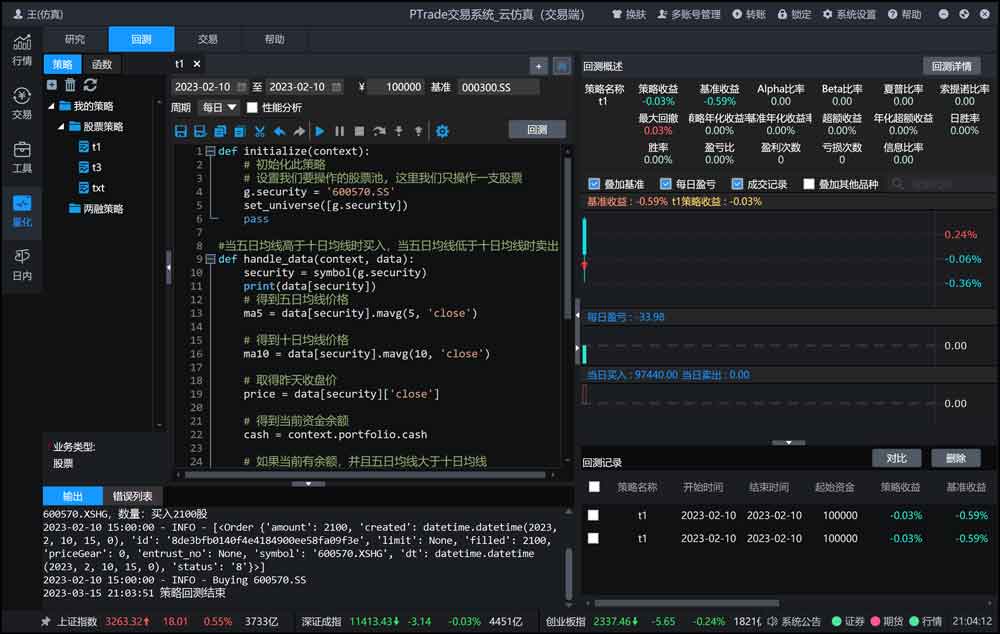 王(仿真)
PTrade交易系统_云仿真（交易端）
换肤 多账号管理 转账 锁定 系统设置 帮助
行情
交易
工具
量化
日内
研究 回测 交易 帮助
策略 函数
我的策略
股票策略
t1
t3
txt
两融策略
业务类型:
股票
t1 ×
2023-02-10 至 2023-02-10 ¥ 100000 基准 000300.SS
周期 每日 性能分析
回测
1 def initialize(context):
2 # 初始化此策略
3 # 设置我们要操作的股票池，这里我们只操作一支股票
4 g.security = '600570.SS'
5 set_universe([g.security])
6 pass
7
8 #当五日均线高于十日均线时买入，当五日均线低于十日均线时卖出
9 def handle_data(context, data):
10 security = symbol(g.security)
11 print(data[security])
12 # 得到五日均线价格
13 ma5 = data[security].mavg(5, 'close')
14
15 # 得到十日均线价格
16 ma10 = data[security].mavg(10, 'close')
17
18 # 取得昨天收盘价
19 price = data[security]['close']
20
21 # 得到当前资金余额
22 cash = context.portfolio.cash
23
24 # 如果当前有余额，并且五日均线大于十日均线
输出 错误列表
600570.XSHG，数量：买入2100股
2023-02-10 15:00:00 - INFO - [<Order {'amount': 2100, 'created': datetime.datetime(2023,
2, 10, 15, 0), 'id': '8de3bfb0140f4e4184900ee58fa09f3e', 'limit': None, 'filled': 2100,
'priceGear': 0, 'entrust_no': None, 'symbol': '600570.XSHG', 'dt': datetime.datetime
(2023, 2, 10, 15, 0), 'status': '8'}>]
2023-02-10 15:00:00 - INFO - Buying 600570.SS
2023-03-15 21:03:51 策略回测结束
回测概述 回测详情
策略名称 策略收益 基准收益 Alpha比率 Beta比率 夏普比率 索提诺比率
t1 -0.03% -0.59% 0.00 0.00 0.00 0.00
最大回撤 策略年化收益率 基准年化收益率 超额收益 年化超额收益 日胜率
0.03% 0.00% 0.00% 0.00% 0.00% 0.00%
胜率 盈亏比 盈利次数 亏损次数 信息比率
0.00% 0.00% 0 0 0.00
叠加基准 每日盈亏 成交记录 叠加其他品种
基准收益：-0.59% t1策略收益：-0.03%
0.24%
-0.06%
-0.36%
每日盈亏：-33.98
0.00
当日买入：97440.00 当日卖出：0.00
0.00
回测记录 对比 删除
策略名称 开始时间 结束时间 起始资金 策略收益 基准收益
t1 2023-02-10 2023-02-10 100000 -0.03% -0.59%
t1 2023-02-10 2023-02-10 100000 -0.03% -0.59%
上证指数 3263.32↑ 18.01 0.55% 3733亿 深证成指 11413.43↓ -3.14 -0.03% 4451亿 创业板指 2337.46↓ -5.65 -0.24% 1821亿 系统公告 证券 期货 行情 21:04:12